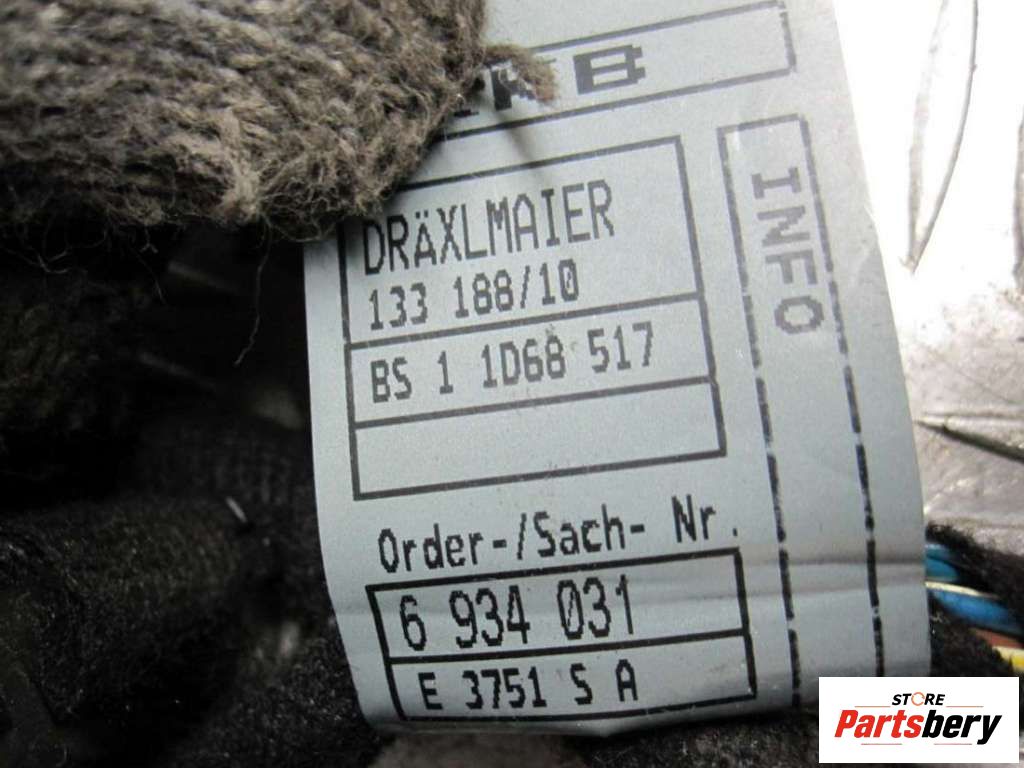 DRÄXLMAIER
133 188/10
BS 1 1D68 517
INFO
Order-/Sach- Nr.
6 934 031
E 3751 S A
STORE
Partsbery